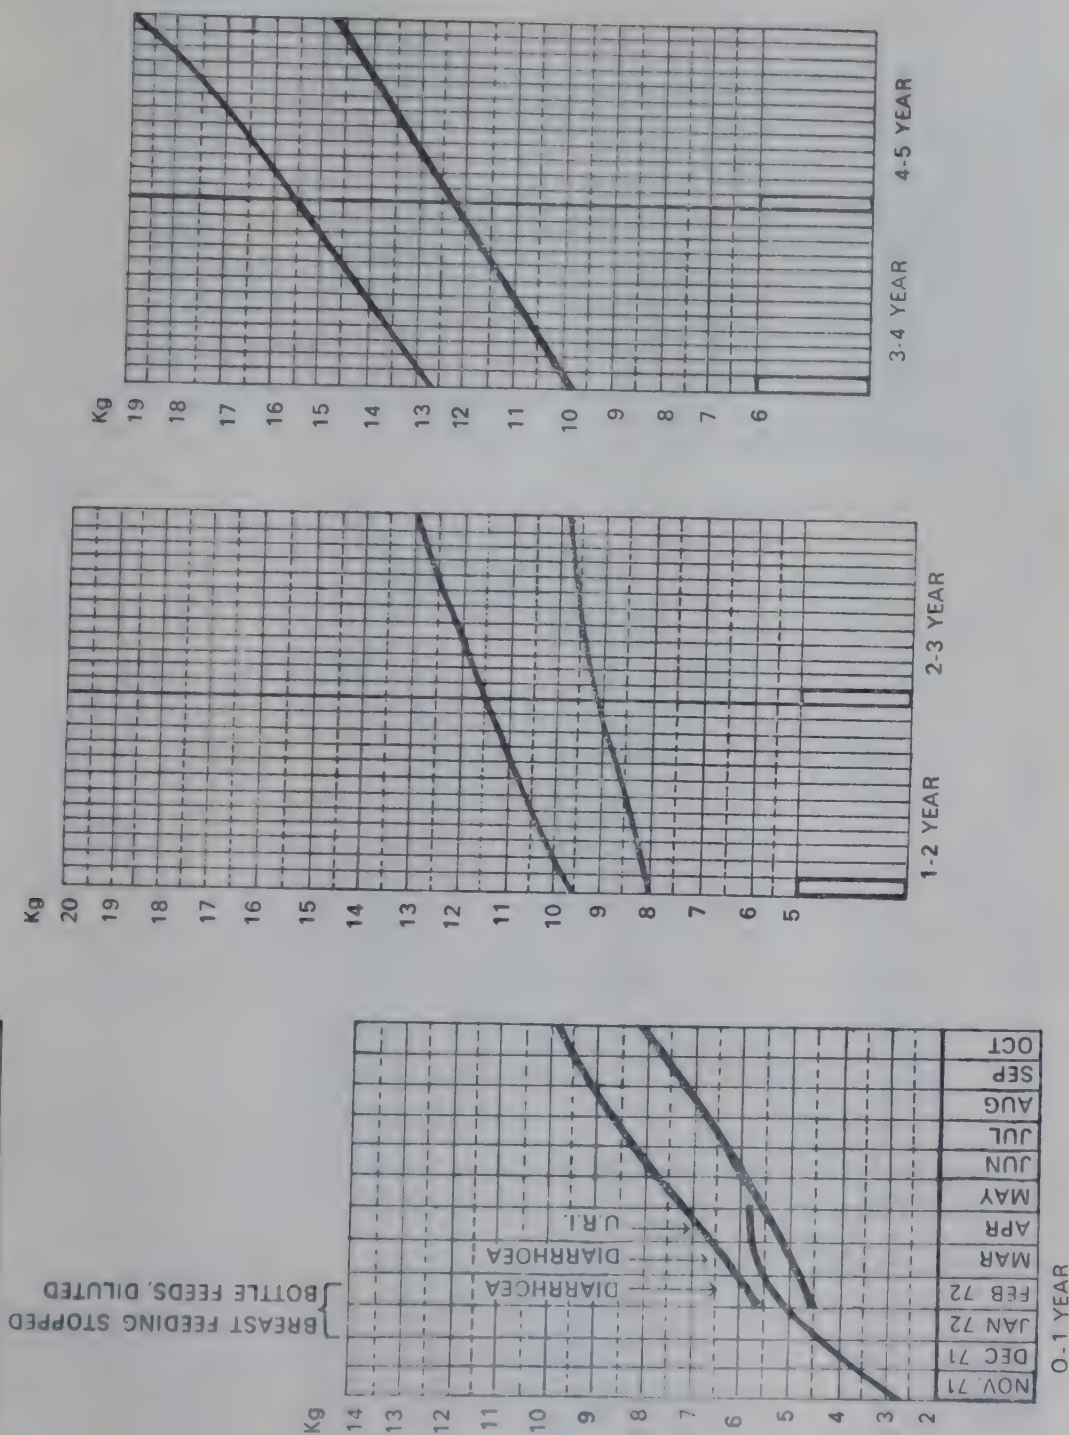 BREAST FEEDING STOPPED
BOTTLE FEEDS, DILUTED
Kg
14
13
12
11
10
9
8
7
6
5
4
3
2
DIARRHOEA
DIARRHOEA
U.R.I.
NOV. 71
DEC 71
JAN 72
FEB 72
MAR
APR
MAY
JUN
JUL
AUG
SEP
OCT
0-1 YEAR
Kg
20
19
18
17
16
15
14
13
12
11
10
9
8
7
6
5
1-2 YEAR
2-3 YEAR
Kg
19
18
17
16
15
14
13
12
11
10
9
8
7
6
3-4 YEAR
4-5 YEAR